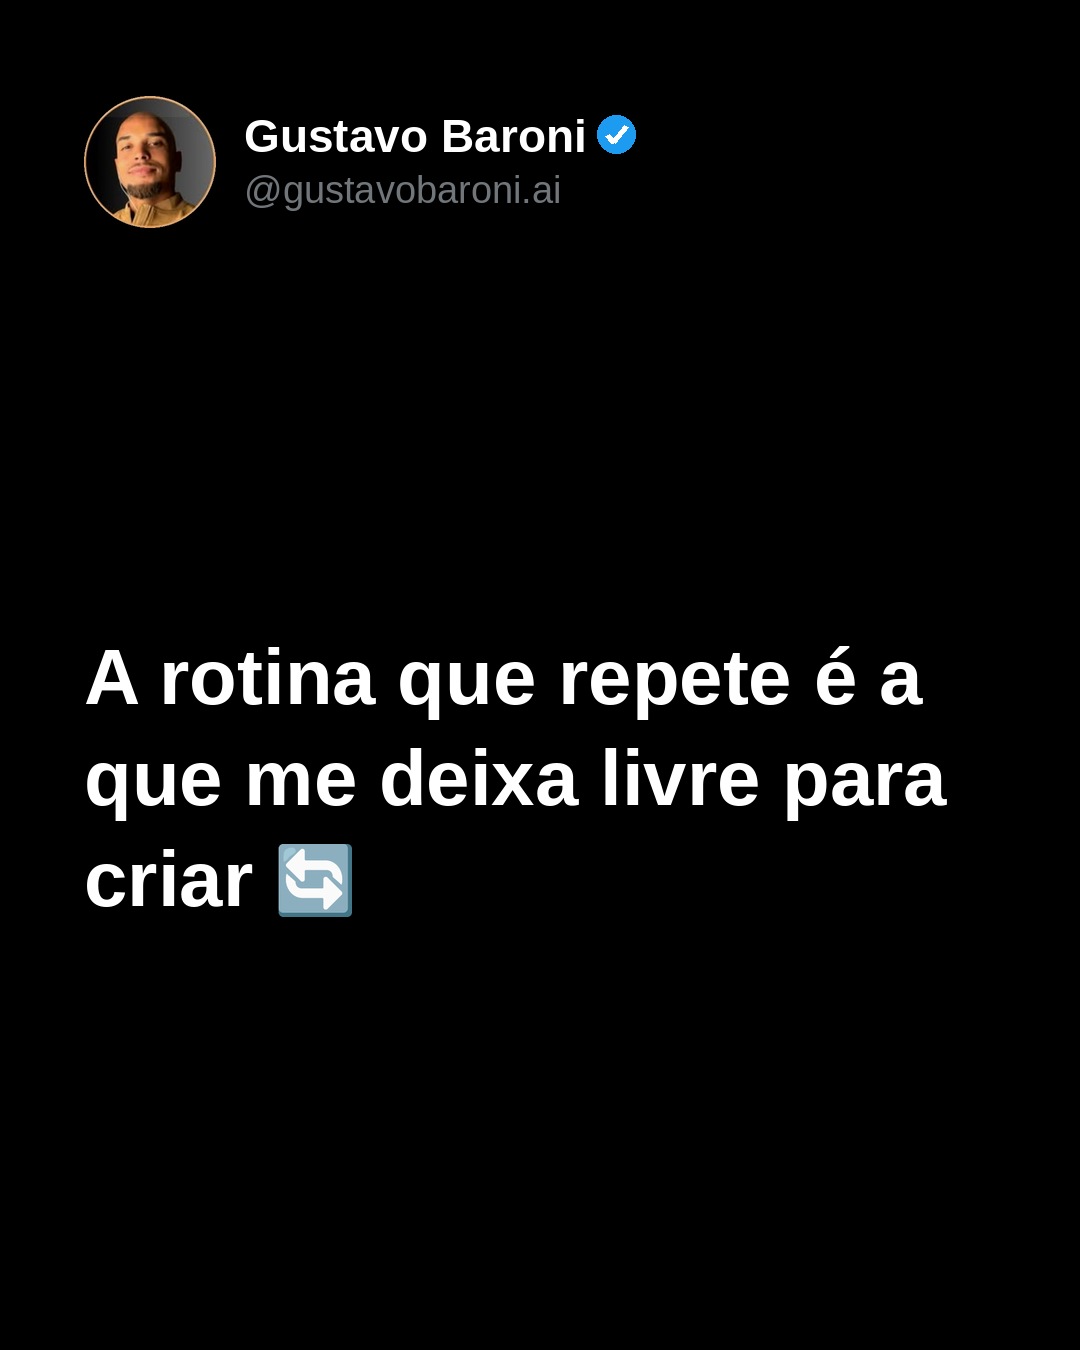 Gustavo Baroni
@gustavobaroni.ai
A rotina que repete é a
que me deixa livre para
criar 🔄